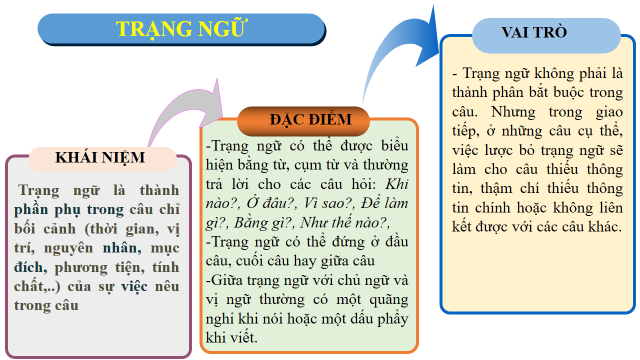 TRẠNG NGỮ
KHÁI NIỆM
Trạng ngữ là thành
phần phụ trong câu chỉ
bối cảnh (thời gian, vị
trí, nguyên nhân, mục
đích, phương tiện, tính
chất,..) của sự việc nêu
trong câu
ĐẶC ĐIỂM
-Trạng ngữ có thể được biểu
hiện bằng từ, cụm từ và thường
trả lời cho các câu hỏi: Khi
nào?, Ở đâu?, Vì sao?, Để làm
gì?, Bằng gì?, Như thế nào?,
-Trạng ngữ có thể đứng ở đầu
câu, cuối câu hay giữa câu
-Giữa trạng ngữ với chủ ngữ và
vị ngữ thường có một quãng
nghỉ khi nói hoặc một dấu phẩy
khi viết.
VAI TRÒ
- Trạng ngữ không phải là
thành phân bắt buộc trong
câu. Nhưng trong giao
tiếp, ở những câu cụ thể,
việc lược bỏ trạng ngữ sẽ
làm cho câu thiếu thông
tin, thậm chí thiếu thông
tin chính hoặc không liên
kết được với các câu khác.